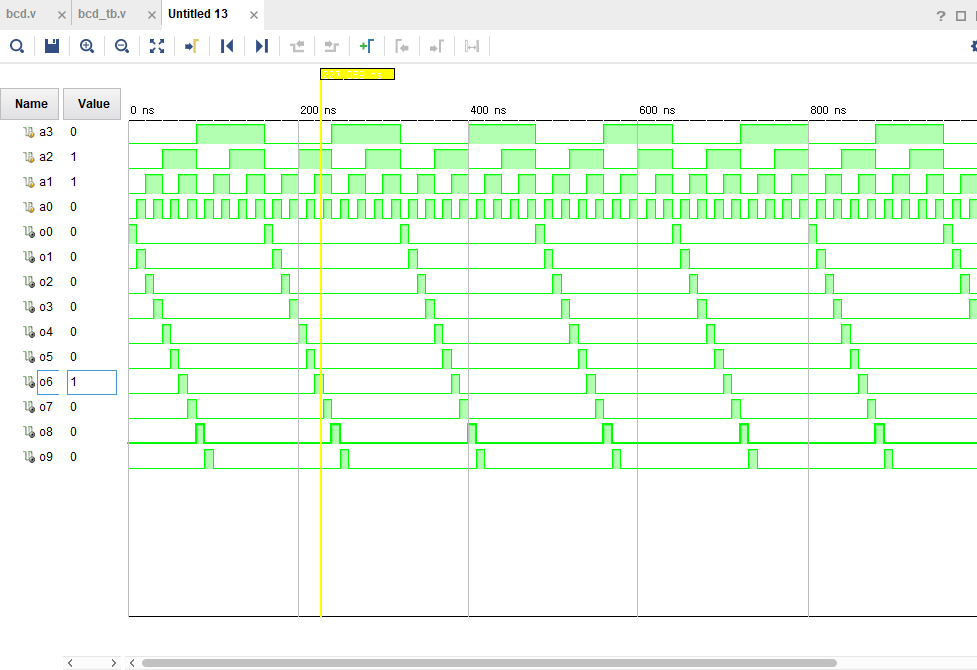 bcd.v × bcd_tb.v × Untitled 13 ×
?
Name Value
0 ns 200 ns 400 ns 600 ns 800 ns
a3 0
a2 1
a1 1
a0 0
o0 0
o1 0
o2 0
o3 0
o4 0
o5 0
o6 1
o7 0
o8 0
o9 0